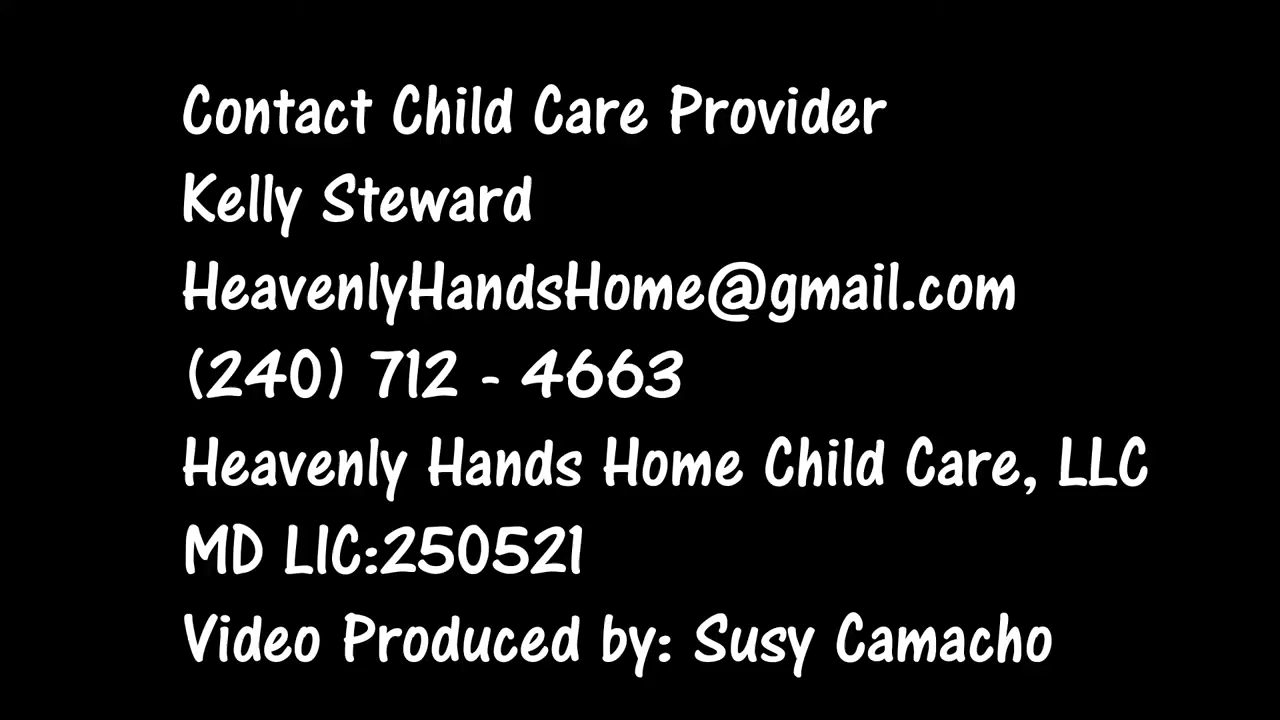 Contact Child Care Provider
Kelly Steward
HeavenlyHandsHome@gmail.com
(240) 712 - 4663
Heavenly Hands Home Child Care, LLC
MD LIC:250521
Video Produced by: Susy Camacho